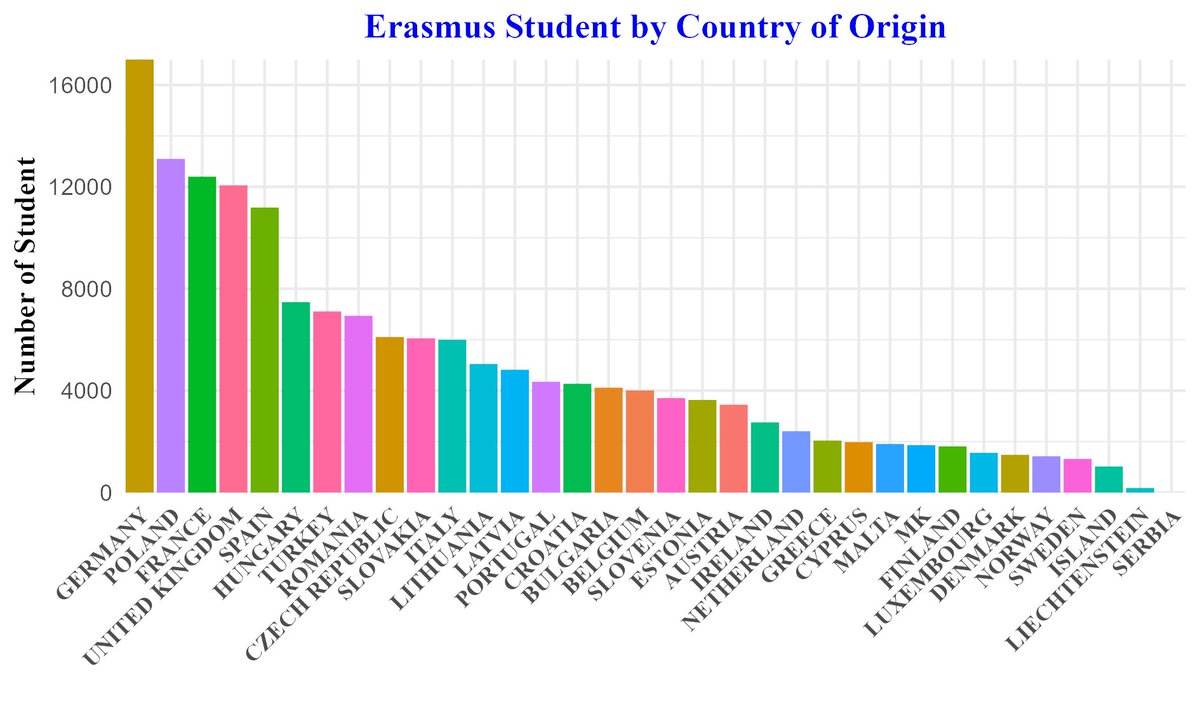 Erasmus Student by Country of Origin
Number of Student
16000
12000
8000
4000
0
GERMANY
POLAND
FRANCE
UNITED KINGDOM
SPAIN
HUNGARY
TURKEY
ROMANIA
CZECH REPUBLIC
SLOVAKIA
ITALY
LITHUANIA
LATVIA
PORTUGAL
CROATIA
BULGARIA
BELGIUM
SLOVENIA
ESTONIA
AUSTRIA
IRELAND
NETHERLAND
GREECE
CYPRUS
MALTA
MK
FINLAND
LUXEMBOURG
DENMARK
NORWAY
SWEDEN
ISLAND
LIECHTENSTEIN
SERBIA